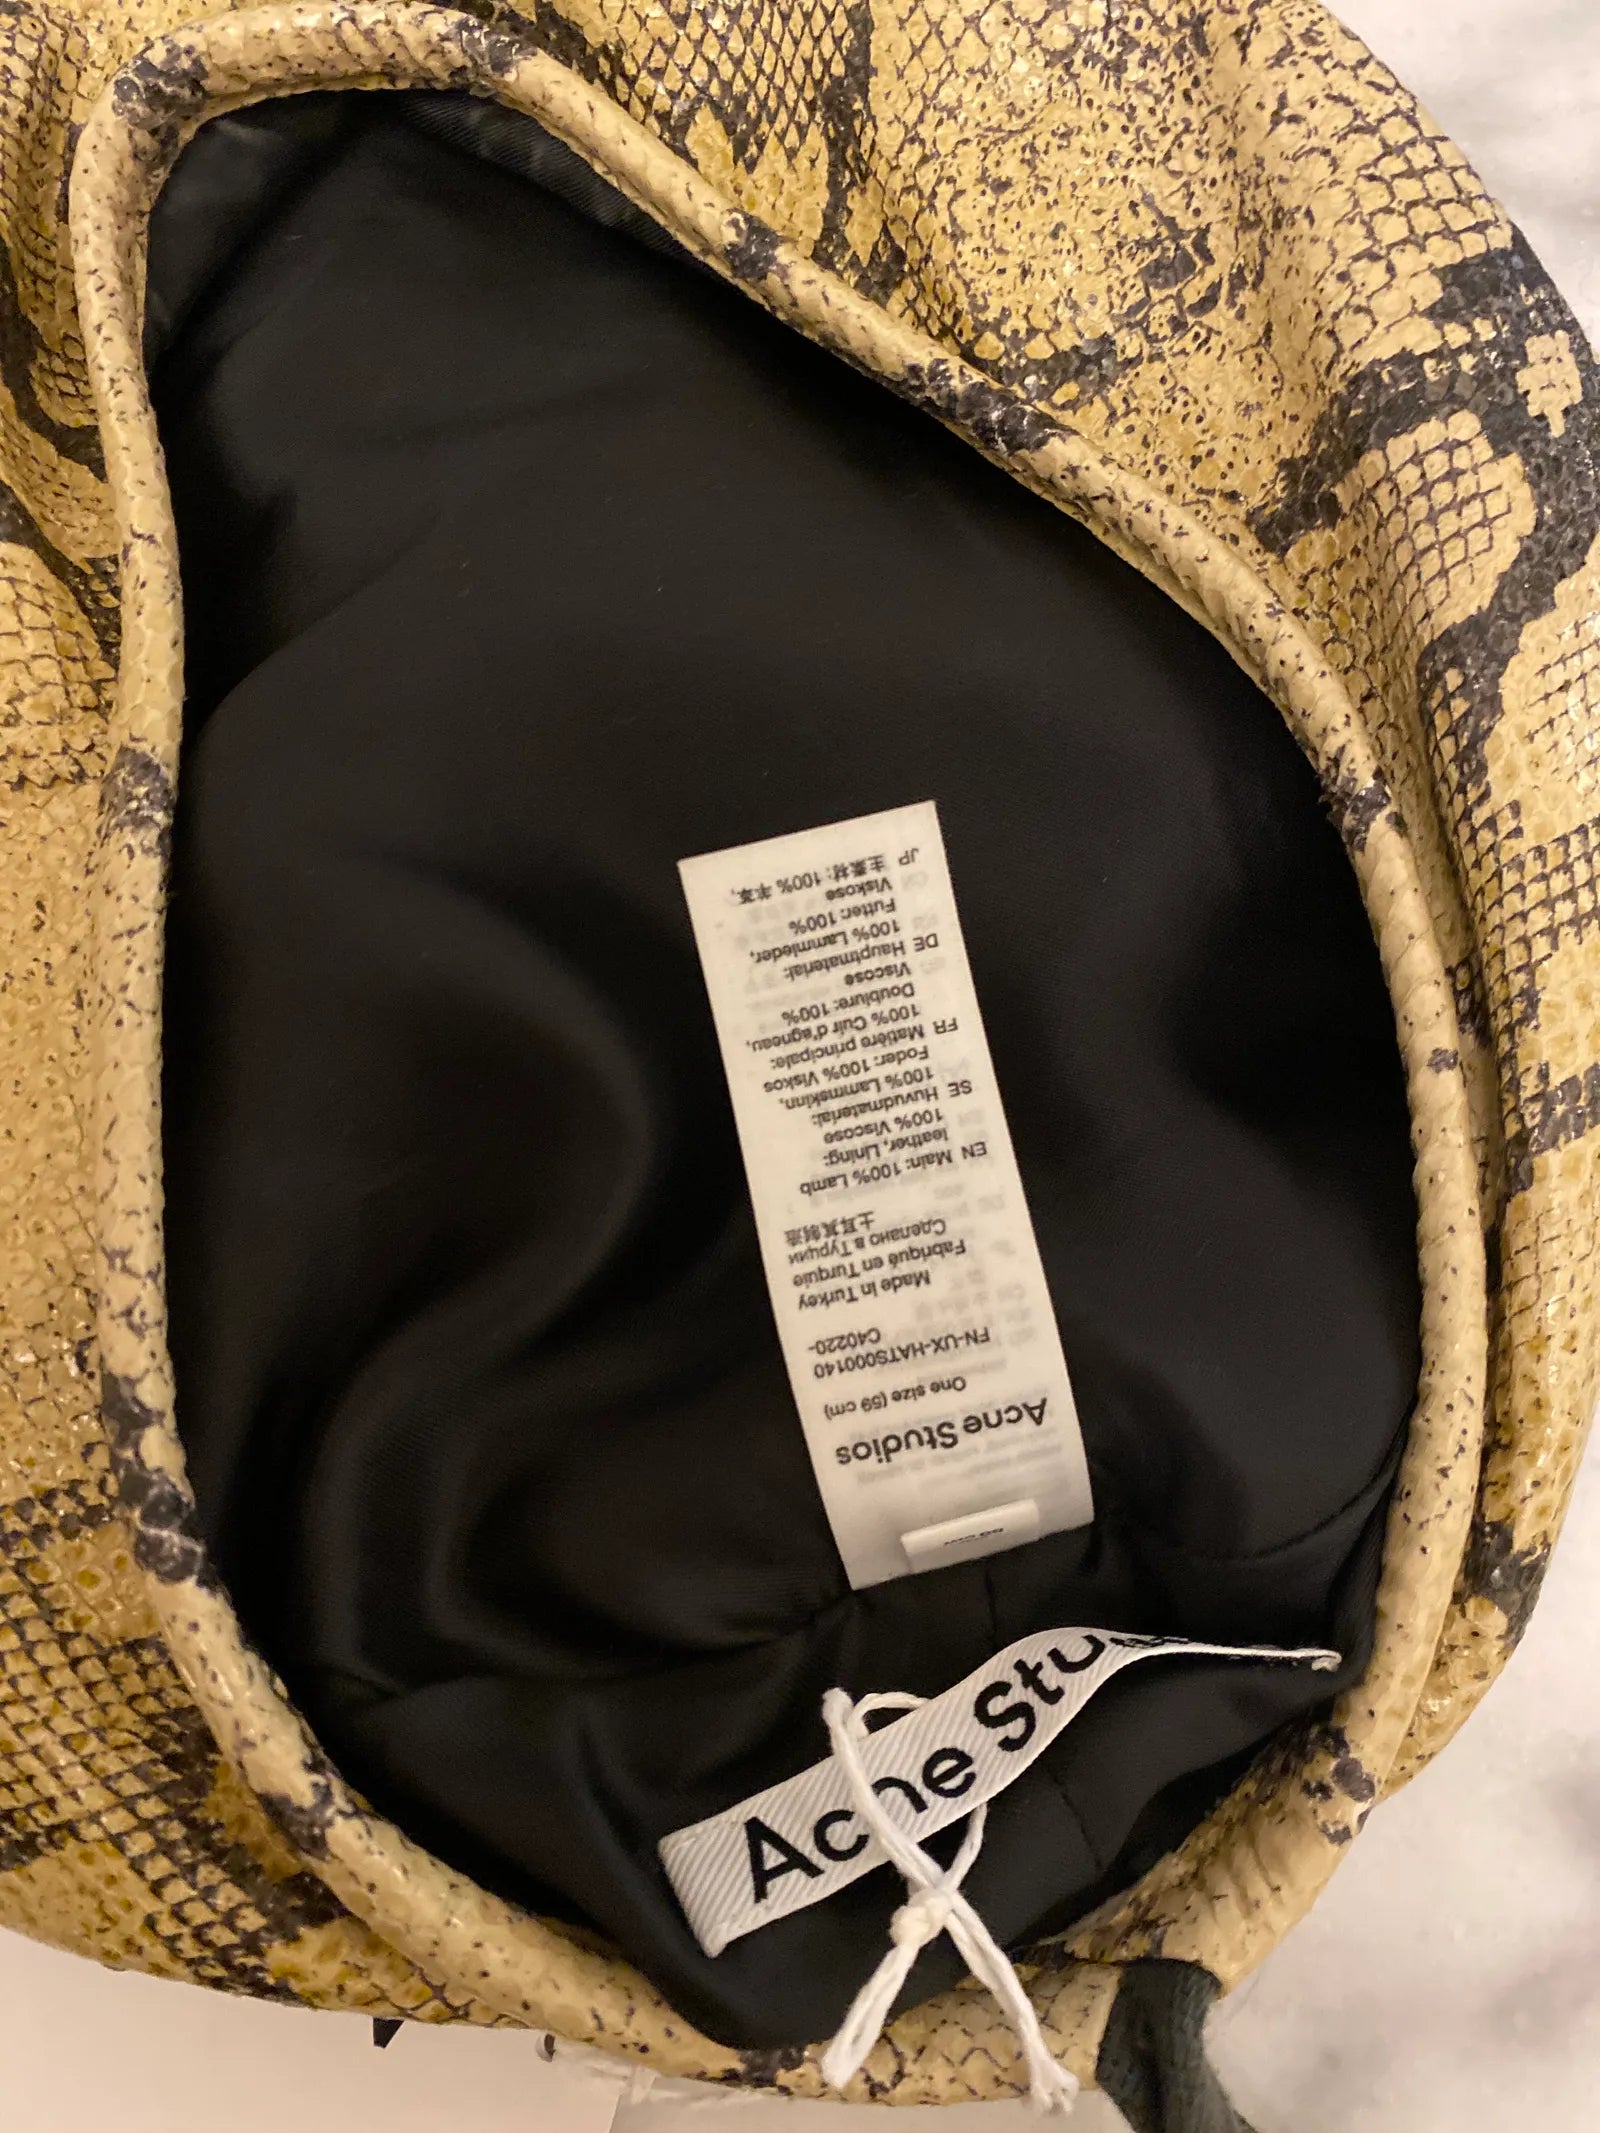 Acne Studios
One size (59 cm)
FN-UX-HATS000140
C40220-
Made in Turkey
Fabriqué en Turquie
Сделано в Турции
土耳其制造
EN Main: 100% Lamb
leather, Lining:
100% Viscose
SE Huvudmaterial:
100% Lammskinn,
Foder: 100% Viskos
FR Matière principale:
100% Cuir d'agneau,
Doublure: 100%
Viscose
DE Hauptmaterial:
100% Lammleder,
Futter: 100%
Viskose
JP 主素材: 100% 羊革,
Acne Stu